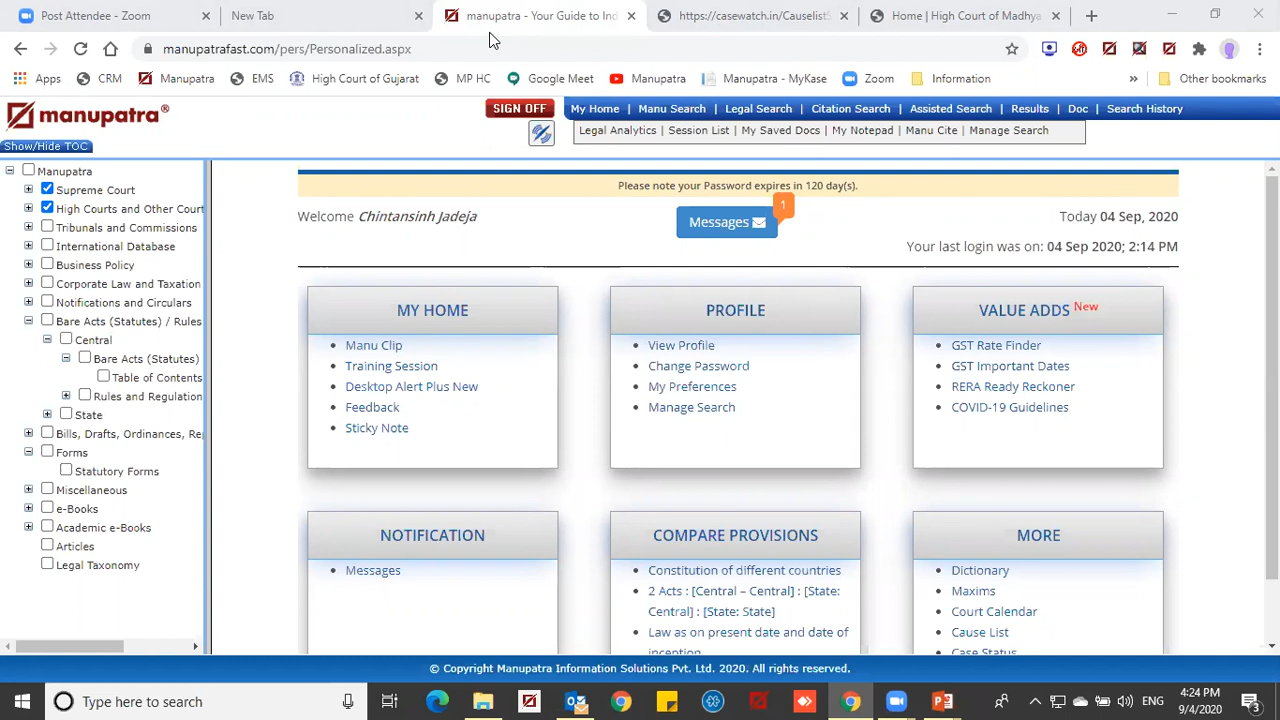 Post Attendee - Zoom
New Tab
manupatra - Your Guide to Ind
https://casewatch.in/CauselistS
Home | High Court of Madhya
manupatrafast.com/pers/Personalized.aspx
Apps
CRM
Manupatra
EMS
High Court of Gujarat
MP HC
Google Meet
Manupatra
Manupatra - MyKase
Zoom
Information
»
Other bookmarks
manupatra®
SIGN OFF
My Home | Manu Search | Legal Search | Citation Search | Assisted Search | Results | Doc | Search History
Legal Analytics | Session List | My Saved Docs | My Notepad | Manu Cite | Manage Search
Show/Hide TOC
Manupatra
Supreme Court
High Courts and Other Court
Tribunals and Commissions
International Database
Business Policy
Corporate Law and Taxation
Notifications and Circulars
Bare Acts (Statutes) / Rules
Central
Bare Acts (Statutes)
Table of Contents
Rules and Regulation
State
Bills, Drafts, Ordinances, Re
Forms
Statutory Forms
Miscellaneous
e-Books
Academic e-Books
Articles
Legal Taxonomy
Please note your Password expires in 120 day(s).
Welcome Chintansinh Jadeja
Messages
1
Today 04 Sep, 2020
Your last login was on: 04 Sep 2020; 2:14 PM
MY HOME
• Manu Clip
• Training Session
• Desktop Alert Plus New
• Feedback
• Sticky Note
PROFILE
• View Profile
• Change Password
• My Preferences
• Manage Search
VALUE ADDS New
• GST Rate Finder
• GST Important Dates
• RERA Ready Reckoner
• COVID-19 Guidelines
NOTIFICATION
• Messages
COMPARE PROVISIONS
• Constitution of different countries
• 2 Acts : [Central – Central] : [State:
Central] : [State: State]
• Law as on present date and date of
inception
MORE
• Dictionary
• Maxims
• Court Calendar
• Cause List
• Case Status
© Copyright Manupatra Information Solutions Pvt. Ltd. 2020. All rights reserved.
Type here to search
ENG
4:24 PM
9/4/2020
3